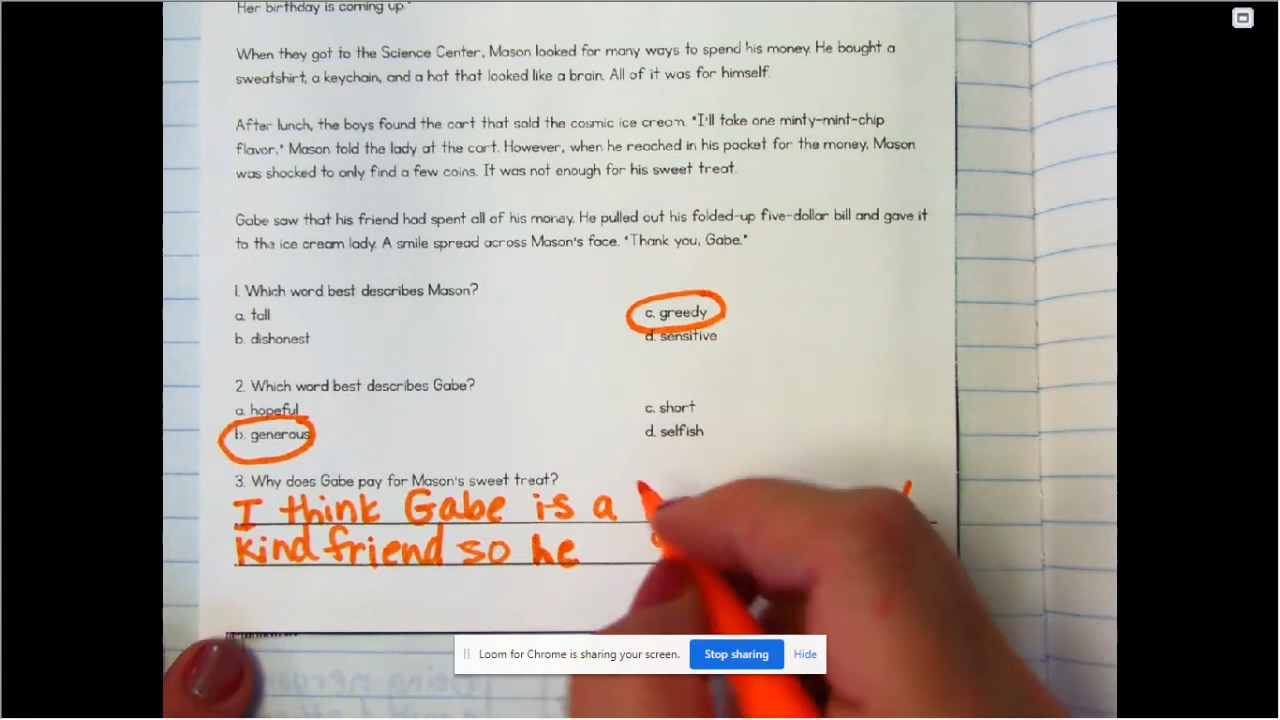 Her birthday is coming up."
When they got to the Science Center, Mason looked for many ways to spend his money. He bought a
sweatshirt, a keychain, and a hat that looked like a brain. All of it was for himself.
After lunch, the boys found the cart that sold the cosmic ice cream. "I'll take one minty-mint-chip
flavor," Mason told the lady at the cart. However, when he reached in his pocket for the money, Mason
was shocked to only find a few coins. It was not enough for his sweet treat.
Gabe saw that his friend had spent all of his money. He pulled out his folded-up five-dollar bill and gave it
to the ice cream lady. A smile spread across Mason's face. "Thank you, Gabe."
1. Which word best describes Mason?
a. tall
b. dishonest
c. greedy
d. sensitive
2. Which word best describes Gabe?
a. hopeful
b. generous
c. short
d. selfish
3. Why does Gabe pay for Mason's sweet treat?
I think Gabe is a
kind friend so he
Loom for Chrome is sharing your screen. Stop sharing Hide